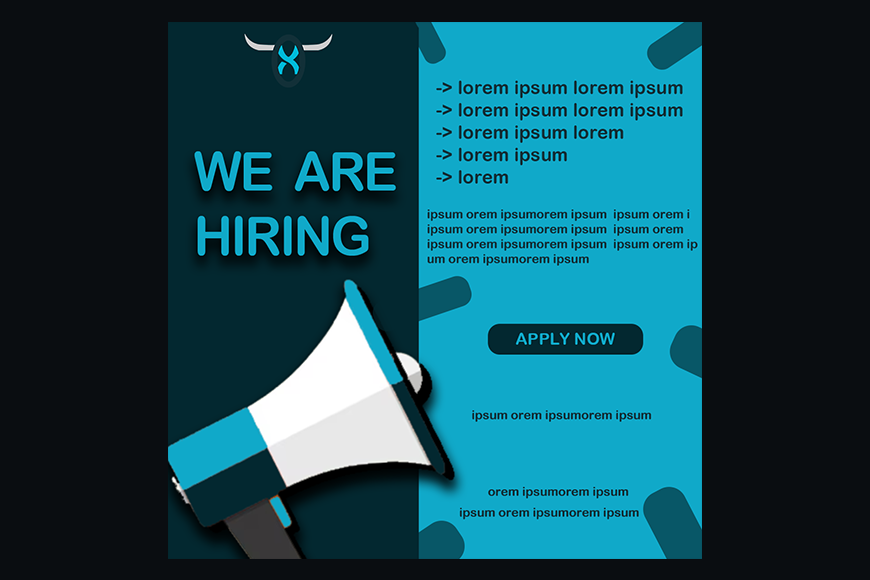 WE ARE
HIRING
-> lorem ipsum lorem ipsum
-> lorem ipsum lorem ipsum
-> lorem ipsum lorem
-> lorem ipsum
-> lorem
ipsum orem ipsumorem ipsum ipsum orem i
ipsum orem ipsumorem ipsum ipsum orem
ipsum orem ipsumorem ipsum ipsum orem ip
um orem ipsumorem ipsum
APPLY NOW
ipsum orem ipsumorem ipsum
orem ipsumorem ipsum
ipsum orem ipsumorem ipsum